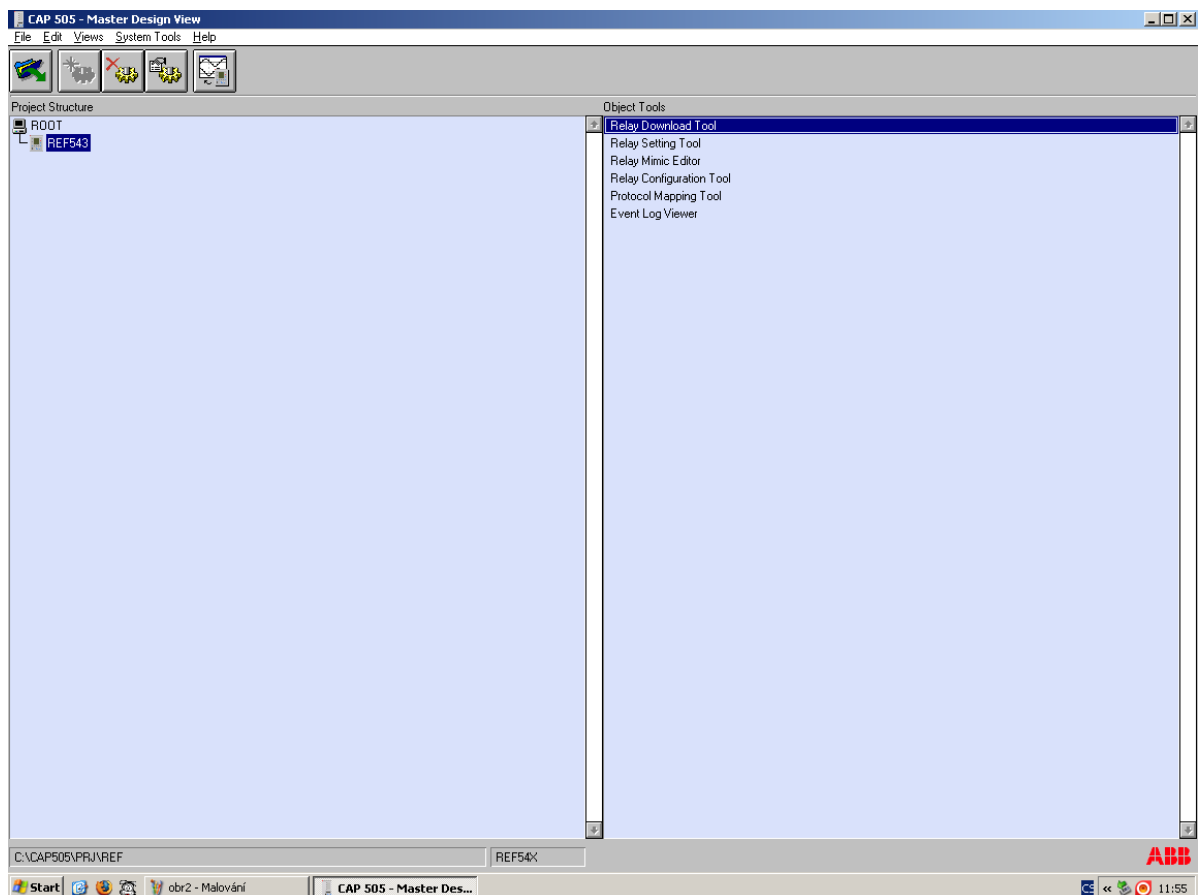 CAP 505 - Master Design View
File Edit Views System Tools Help
Project Structure
Object Tools
ROOT
REF543
Relay Download Tool
Relay Setting Tool
Relay Mimic Editor
Relay Configuration Tool
Protocol Mapping Tool
Event Log Viewer
C:\CAP505\PRJ\REF
REF54X
ABB
Start
obr2 - Malování
CAP 505 - Master Des...
CS « 11:55